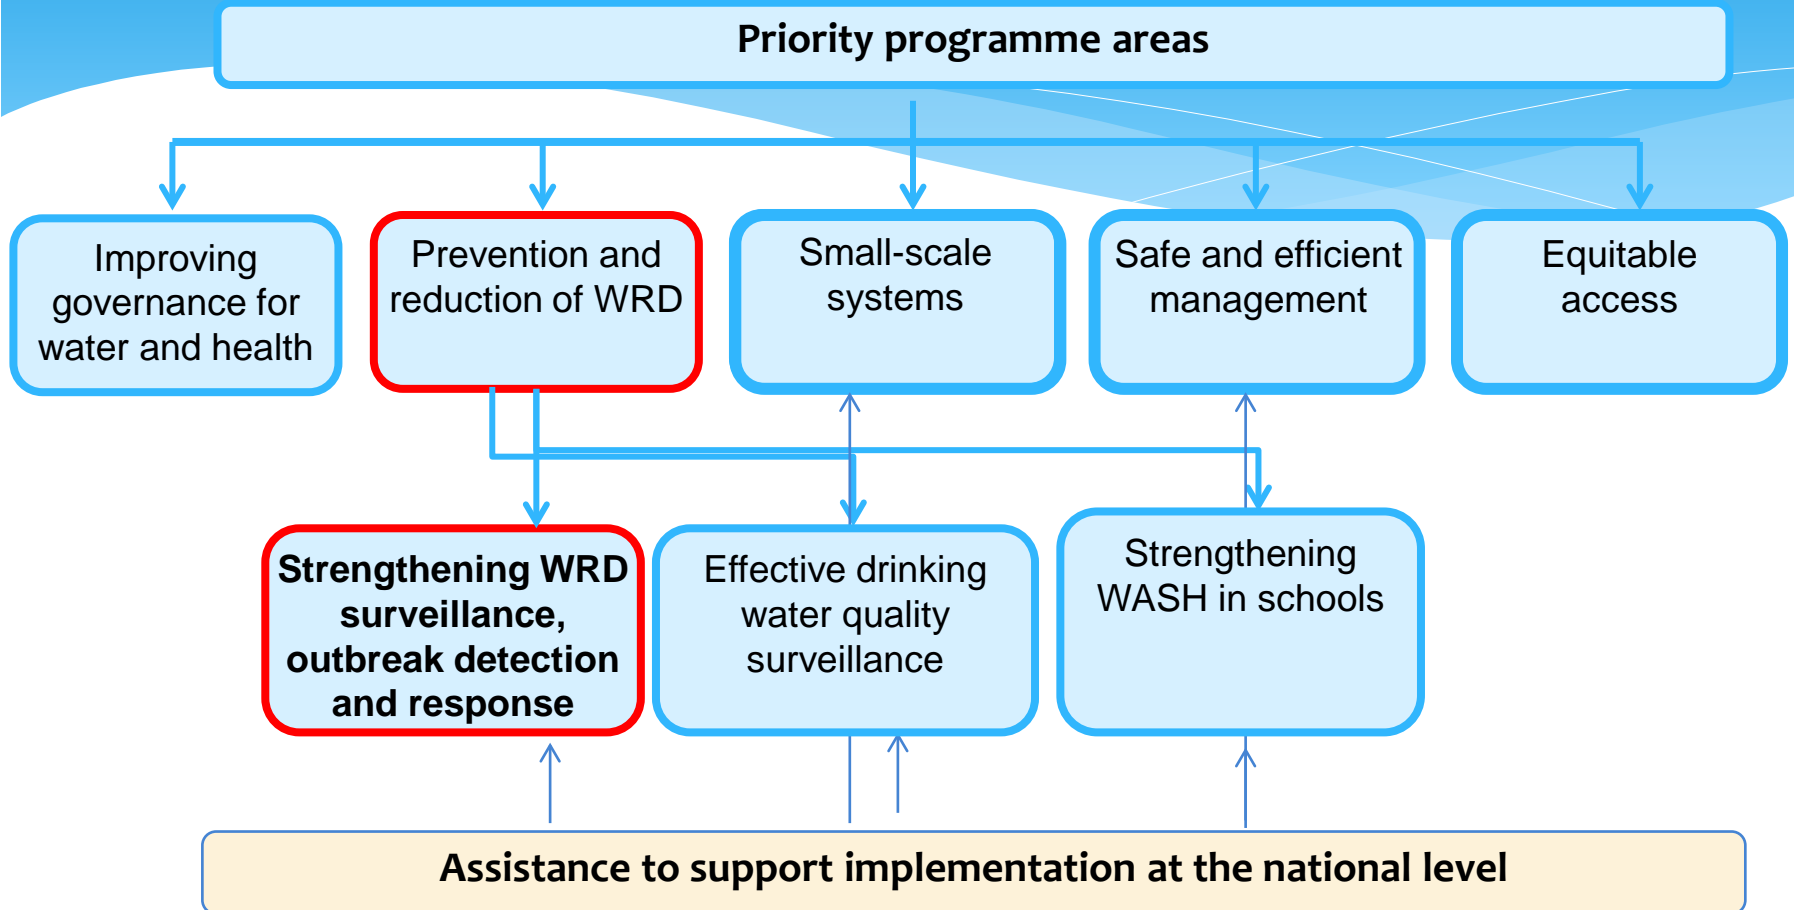 Priority programme areas
Improving
governance for
water and health
Prevention and
reduction of WRD
Small-scale
systems
Safe and efficient
management
Equitable
access
Strengthening WRD
surveillance,
outbreak detection
and response
Effective drinking
water quality
surveillance
Strengthening
WASH in schools
Assistance to support implementation at the national level